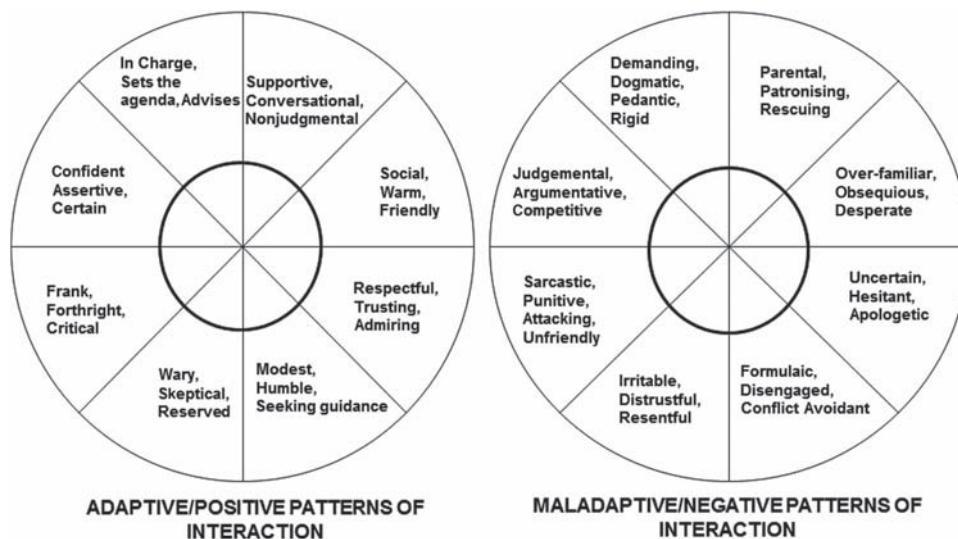 In Charge,
Sets the
agenda, Advises
Supportive,
Conversational,
Nonjudgmental
Confident
Assertive,
Certain
Social,
Warm,
Friendly
Frank,
Forthright,
Critical
Respectful,
Trusting,
Admiring
Wary,
Skeptical,
Reserved
Modest,
Humble,
Seeking guidance
ADAPTIVE/POSITIVE PATTERNS OF
INTERACTION
Demanding,
Dogmatic,
Pedantic,
Rigid
Parental,
Patronising,
Rescuing
Judgemental,
Argumentative,
Competitive
Over-familiar,
Obsequious,
Desperate
Sarcastic,
Punitive,
Attacking,
Unfriendly
Uncertain,
Hesitant,
Apologetic
Irritable,
Distrustful,
Resentful
Formulaic,
Disengaged,
Conflict Avoidant
MALADAPTIVE/NEGATIVE PATTERNS OF
INTERACTION